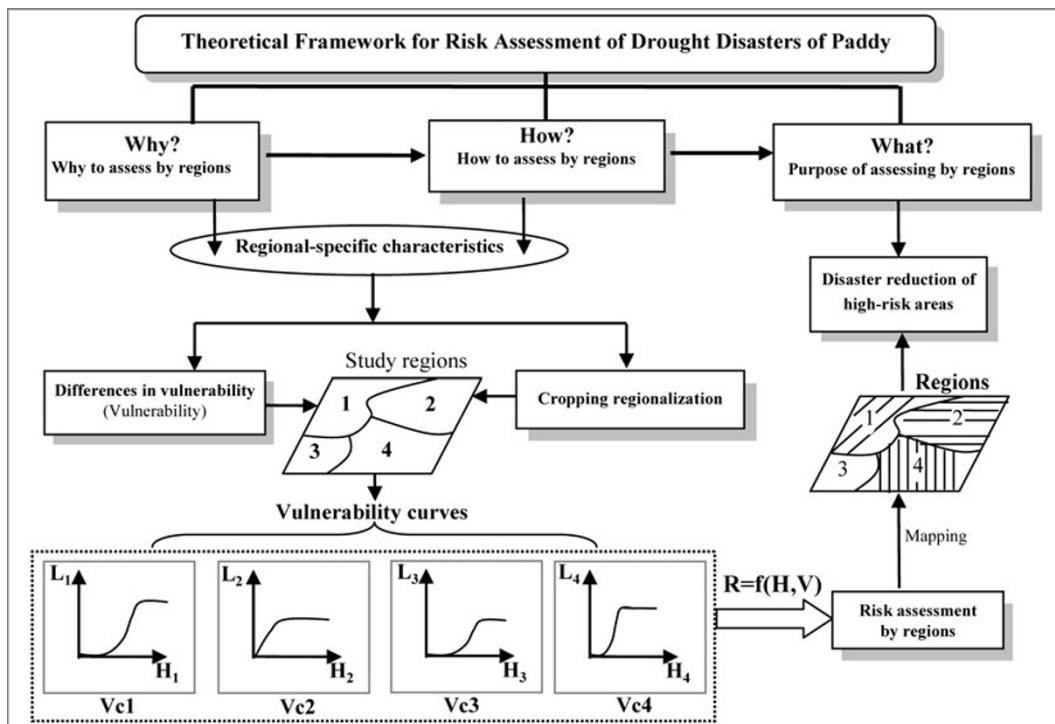 Theoretical Framework for Risk Assessment of Drought Disasters of Paddy
Why?
Why to assess by regions
How?
How to assess by regions
What?
Purpose of assessing by regions
Regional-specific characteristics
Disaster reduction of
high-risk areas
Study regions
Differences in vulnerability
(Vulnerability)
1
2
3
4
Cropping regionalization
Regions
1
2
3
4
Vulnerability curves
Mapping
L1
H1
Vc1
L2
H2
Vc2
L3
H3
Vc3
L4
H4
Vc4
R=f(H,V)
Risk assessment
by regions